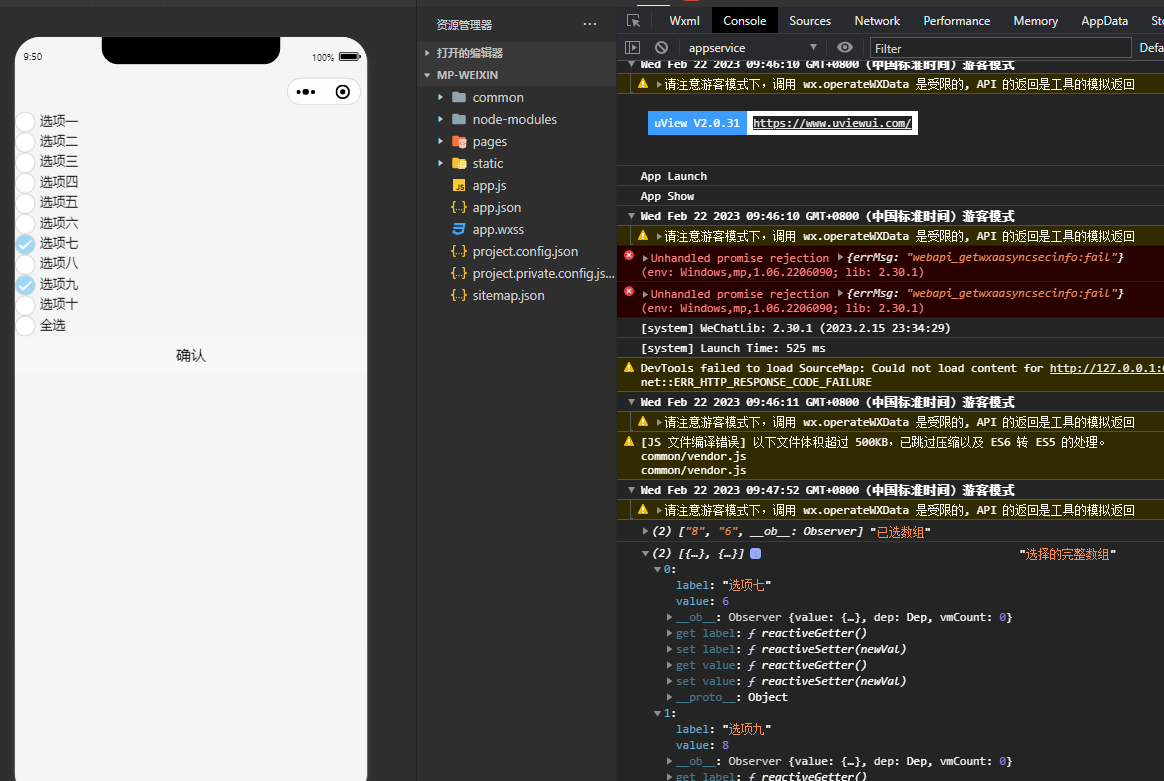 9:50
100%
选项一
选项二
选项三
选项四
选项五
选项六
选项七
选项八
选项九
选项十
全选
确认
资源管理器
打开的编辑器
MP-WEIXIN
common
node-modules
pages
static
JS app.js
{..} app.json
app.wxss
{..} project.config.json
{..} project.private.config.js...
{..} sitemap.json
Wxml Console Sources Network Performance Memory AppData
appservice Filter
Wed Feb 22 2023 09:46:10 GMT+0800 (中国标准时间) 游客模式
请注意游客模式下，调用 wx.operateWXData 是受限的, API 的返回是工具的模拟返回
uView V2.0.31 https://www.uviewui.com/
App Launch
App Show
Wed Feb 22 2023 09:46:10 GMT+0800 (中国标准时间) 游客模式
请注意游客模式下，调用 wx.operateWXData 是受限的, API 的返回是工具的模拟返回
Unhandled promise rejection {errMsg: "webapi_getwxaasyncsecinfo:fail"}
(env: Windows,mp,1.06.2206090; lib: 2.30.1)
Unhandled promise rejection {errMsg: "webapi_getwxaasyncsecinfo:fail"}
(env: Windows,mp,1.06.2206090; lib: 2.30.1)
[system] WeChatLib: 2.30.1 (2023.2.15 23:34:29)
[system] Launch Time: 525 ms
DevTools failed to load SourceMap: Could not load content for http://127.0.0.1:
net::ERR_HTTP_RESPONSE_CODE_FAILURE
Wed Feb 22 2023 09:46:11 GMT+0800 (中国标准时间) 游客模式
请注意游客模式下，调用 wx.operateWXData 是受限的, API 的返回是工具的模拟返回
[JS 文件编译错误] 以下文件体积超过 500KB，已跳过压缩以及 ES6 转 ES5 的处理。
common/vendor.js
common/vendor.js
Wed Feb 22 2023 09:47:52 GMT+0800 (中国标准时间) 游客模式
请注意游客模式下，调用 wx.operateWXData 是受限的, API 的返回是工具的模拟返回
(2) ["8", "6", __ob__: Observer] "已选数组"
(2) [{…}, {…}] "选择的完整数组"
0:
label: "选项七"
value: 6
__ob__: Observer {value: {…}, dep: Dep, vmCount: 0}
get label: ƒ reactiveGetter()
set label: ƒ reactiveSetter(newVal)
get value: ƒ reactiveGetter()
set value: ƒ reactiveSetter(newVal)
__proto__: Object
1:
label: "选项九"
value: 8
__ob__: Observer {value: {…}, dep: Dep, vmCount: 0}
get label: ƒ reactiveGetter()